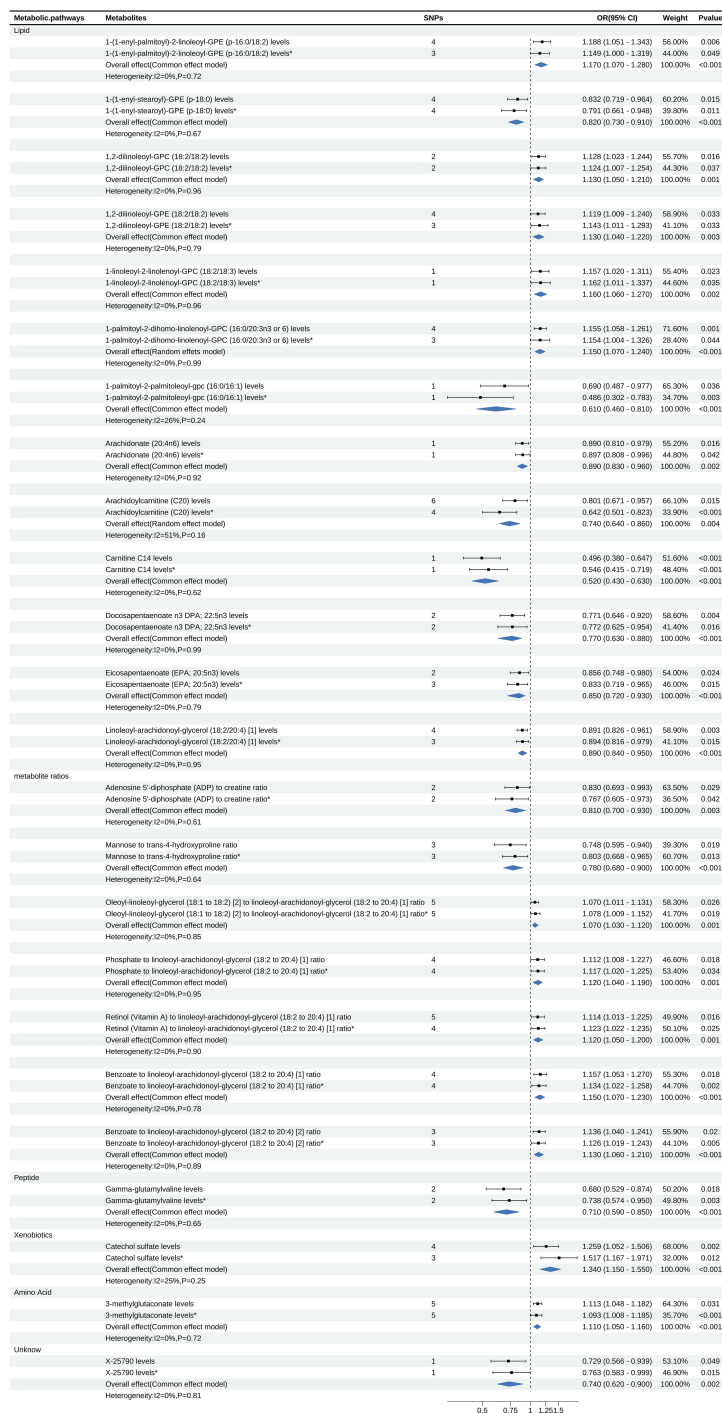 Metabolic.pathways Metabolites SNPs OR(95% CI) Weight Pvalue
Lipid
1-(1-enyl-palmitoyl)-2-linoleoyl-GPE (p-16:0/18:2) levels 4 1.188 (1.051 - 1.343) 56.00% 0.006
1-(1-enyl-palmitoyl)-2-linoleoyl-GPE (p-16:0/18:2) levels* 3 1.149 (1.000 - 1.319) 44.00% 0.049
Overall effect(Common effect model) 1.170 (1.070 - 1.280) 100.00% <0.001
Heterogeneity:I2=0%,P=0.72
1-(1-enyl-stearoyl)-GPE (p-18:0) levels 4 0.832 (0.719 - 0.964) 60.20% 0.015
1-(1-enyl-stearoyl)-GPE (p-18:0) levels* 4 0.791 (0.661 - 0.948) 39.80% 0.011
Overall effect(Common effect model) 0.820 (0.730 - 0.910) 100.00% <0.001
Heterogeneity:I2=0%,P=0.67
1,2-dilinoleoyl-GPC (18:2/18:2) levels 2 1.128 (1.023 - 1.244) 55.70% 0.016
1,2-dilinoleoyl-GPC (18:2/18:2) levels* 2 1.124 (1.007 - 1.254) 44.30% 0.037
Overall effect(Common effect model) 1.130 (1.050 - 1.210) 100.00% 0.001
Heterogeneity:I2=0%,P=0.96
1,2-dilinoleoyl-GPE (18:2/18:2) levels 4 1.119 (1.009 - 1.240) 58.90% 0.033
1,2-dilinoleoyl-GPE (18:2/18:2) levels* 3 1.143 (1.011 - 1.293) 41.10% 0.033
Overall effect(Common effect model) 1.130 (1.040 - 1.220) 100.00% 0.003
Heterogeneity:I2=0%,P=0.79
1-linoleoyl-2-linolenoyl-GPC (18:2/18:3) levels 1 1.157 (1.020 - 1.311) 55.40% 0.023
1-linoleoyl-2-linolenoyl-GPC (18:2/18:3) levels* 1 1.162 (1.011 - 1.337) 44.60% 0.035
Overall effect(Common effect model) 1.160 (1.060 - 1.270) 100.00% 0.002
Heterogeneity:I2=0%,P=0.96
1-palmitoyl-2-dihomo-linolenoyl-GPC (16:0/20:3n3 or 6) levels 4 1.155 (1.058 - 1.261) 71.60% 0.001
1-palmitoyl-2-dihomo-linolenoyl-GPC (16:0/20:3n3 or 6) levels* 3 1.154 (1.004 - 1.326) 28.40% 0.044
Overall effect(Random effets model) 1.150 (1.070 - 1.240) 100.00% <0.001
Heterogeneity:I2=0%,P=0.99
1-palmitoyl-2-palmitoleoyl-gpc (16:0/16:1) levels 1 0.690 (0.487 - 0.977) 65.30% 0.036
1-palmitoyl-2-palmitoleoyl-gpc (16:0/16:1) levels* 1 0.486 (0.302 - 0.783) 34.70% 0.003
Overall effect(Common effect model) 0.610 (0.460 - 0.810) 100.00% <0.001
Heterogeneity:I2=26%,P=0.24
Arachidonate (20:4n6) levels 1 0.890 (0.810 - 0.979) 55.20% 0.016
Arachidonate (20:4n6) levels* 1 0.897 (0.808 - 0.996) 44.80% 0.042
Overall effect(Common effect model) 0.890 (0.830 - 0.960) 100.00% 0.002
Heterogeneity:I2=0%,P=0.92
Arachidoylcarnitine (C20) levels 6 0.801 (0.671 - 0.957) 66.10% 0.015
Arachidoylcarnitine (C20) levels* 4 0.642 (0.501 - 0.823) 33.90% <0.001
Overall effect(Random effect model) 0.740 (0.640 - 0.860) 100.00% 0.004
Heterogeneity:I2=51%,P=0.16
Carnitine C14 levels 1 0.496 (0.380 - 0.647) 51.60% <0.001
Carnitine C14 levels* 1 0.546 (0.415 - 0.719) 48.40% <0.001
Overall effect(Common effect model) 0.520 (0.430 - 0.630) 100.00% <0.001
Heterogeneity:I2=0%,P=0.62
Docosapentaenoate n3 DPA; 22:5n3 levels 2 0.771 (0.646 - 0.920) 58.60% 0.004
Docosapentaenoate n3 DPA; 22:5n3 levels* 2 0.772 (0.625 - 0.954) 41.40% 0.016
Overall effect(Common effect model) 0.770 (0.630 - 0.880) 100.00% <0.001
Heterogeneity:I2=0%,P=0.99
Eicosapentaenoate (EPA; 20:5n3) levels 2 0.856 (0.748 - 0.980) 54.00% 0.024
Eicosapentaenoate (EPA; 20:5n3) levels* 3 0.833 (0.719 - 0.965) 46.00% 0.015
Overall effect(Common effect model) 0.850 (0.720 - 0.930) 100.00% <0.001
Heterogeneity:I2=0%,P=0.79
Linoleoyl-arachidonoyl-glycerol (18:2/20:4) [1] levels 4 0.891 (0.826 - 0.961) 58.90% 0.003
Linoleoyl-arachidonoyl-glycerol (18:2/20:4) [1] levels* 3 0.894 (0.816 - 0.979) 41.10% 0.015
Overall effect(Common effect model) 0.890 (0.840 - 0.950) 100.00% <0.001
Heterogeneity:I2=0%,P=0.95
metabolite ratios
Adenosine 5'-diphosphate (ADP) to creatine ratio 2 0.830 (0.693 - 0.993) 63.50% 0.029
Adenosine 5'-diphosphate (ADP) to creatine ratio* 2 0.767 (0.605 - 0.973) 36.50% 0.042
Overall effect(Common effect model) 0.810 (0.700 - 0.930) 100.00% 0.003
Heterogeneity:I2=0%,P=0.61
Mannose to trans-4-hydroxyproline ratio 3 0.748 (0.595 - 0.940) 39.30% 0.019
Mannose to trans-4-hydroxyproline ratio* 3 0.803 (0.668 - 0.965) 60.70% 0.013
Overall effect(Common effect model) 0.780 (0.680 - 0.900) 100.00% <0.001
Heterogeneity:I2=0%,P=0.64
Oleoyl-linoleoyl-glycerol (18:1 to 18:2) [2] to linoleoyl-arachidonoyl-glycerol (18:2 to 20:4) [1] ratio 5 1.070 (1.011 - 1.131) 58.30% 0.026
Oleoyl-linoleoyl-glycerol (18:1 to 18:2) [2] to linoleoyl-arachidonoyl-glycerol (18:2 to 20:4) [1] ratio* 5 1.078 (1.009 - 1.152) 41.70% 0.019
Overall effect(Common effect model) 1.070 (1.030 - 1.120) 100.00% 0.001
Heterogeneity:I2=0%,P=0.85
Phosphate to linoleoyl-arachidonoyl-glycerol (18:2 to 20:4) [1] ratio 4 1.112 (1.008 - 1.227) 46.60% 0.018
Phosphate to linoleoyl-arachidonoyl-glycerol (18:2 to 20:4) [1] ratio* 4 1.117 (1.020 - 1.225) 53.40% 0.034
Overall effect(Common effect model) 1.120 (1.040 - 1.190) 100.00% 0.001
Heterogeneity:I2=0%,P=0.95
Retinol (Vitamin A) to linoleoyl-arachidonoyl-glycerol (18:2 to 20:4) [1] ratio 5 1.114 (1.013 - 1.225) 49.90% 0.016
Retinol (Vitamin A) to linoleoyl-arachidonoyl-glycerol (18:2 to 20:4) [1] ratio* 4 1.123 (1.022 - 1.235) 50.10% 0.025
Overall effect(Common effect model) 1.120 (1.050 - 1.200) 100.00% 0.001
Heterogeneity:I2=0%,P=0.90
Benzoate to linoleoyl-arachidonoyl-glycerol (18:2 to 20:4) [1] ratio 4 1.157 (1.053 - 1.270) 55.30% 0.018
Benzoate to linoleoyl-arachidonoyl-glycerol (18:2 to 20:4) [1] ratio* 4 1.134 (1.022 - 1.258) 44.70% 0.002
Overall effect(Common effect model) 1.150 (1.070 - 1.230) 100.00% <0.001
Heterogeneity:I2=0%,P=0.78
Benzoate to linoleoyl-arachidonoyl-glycerol (18:2 to 20:4) [2] ratio 3 1.136 (1.040 - 1.241) 55.90% 0.02
Benzoate to linoleoyl-arachidonoyl-glycerol (18:2 to 20:4) [2] ratio* 3 1.126 (1.019 - 1.243) 44.10% 0.005
Overall effect(Common effect model) 1.130 (1.060 - 1.210) 100.00% <0.001
Heterogeneity:I2=0%,P=0.89
Peptide
Gamma-glutamylvaline levels 2 0.680 (0.529 - 0.874) 50.20% 0.018
Gamma-glutamylvaline levels* 2 0.738 (0.574 - 0.950) 49.80% 0.003
Overall effect(Common effect model) 0.710 (0.590 - 0.850) 100.00% <0.001
Heterogeneity:I2=0%,P=0.65
Xenobiotics
Catechol sulfate levels 4 1.259 (1.052 - 1.506) 68.00% 0.002
Catechol sulfate levels* 3 1.517 (1.167 - 1.971) 32.00% 0.012
Overall effect(Common effect model) 1.340 (1.150 - 1.550) 100.00% <0.001
Heterogeneity:I2=25%,P=0.25
Amino Acid
3-methylglutaconate levels 5 1.113 (1.048 - 1.182) 64.30% 0.031
3-methylglutaconate levels* 5 1.093 (1.008 - 1.185) 35.70% <0.001
Overall effect(Common effect model) 1.110 (1.050 - 1.160) 100.00% <0.001
Heterogeneity:I2=0%,P=0.72
Unknow
X-25790 levels 1 0.729 (0.566 - 0.939) 53.10% 0.049
X-25790 levels* 1 0.763 (0.583 - 0.999) 46.90% 0.015
Overall effect(Common effect model) 0.740 (0.620 - 0.900) 100.00% 0.002
Heterogeneity:I2=0%,P=0.81
0.5 0.75 1 1.25 1.5